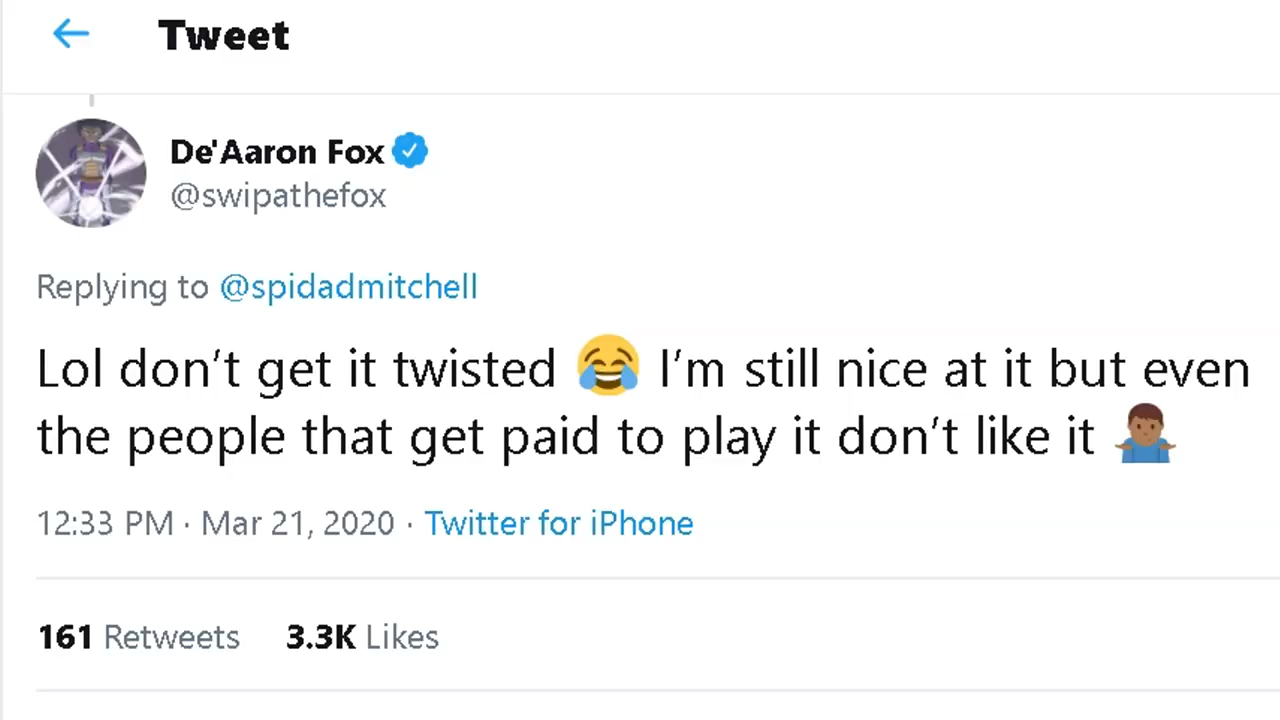 Tweet
De'Aaron Fox
@swipathefox
Replying to @spidadmitchell
Lol don’t get it twisted 😂 I’m still nice at it but even
the people that get paid to play it don’t like it 🤷🏾‍♂️
12:33 PM · Mar 21, 2020 · Twitter for iPhone
161 Retweets 3.3K Likes